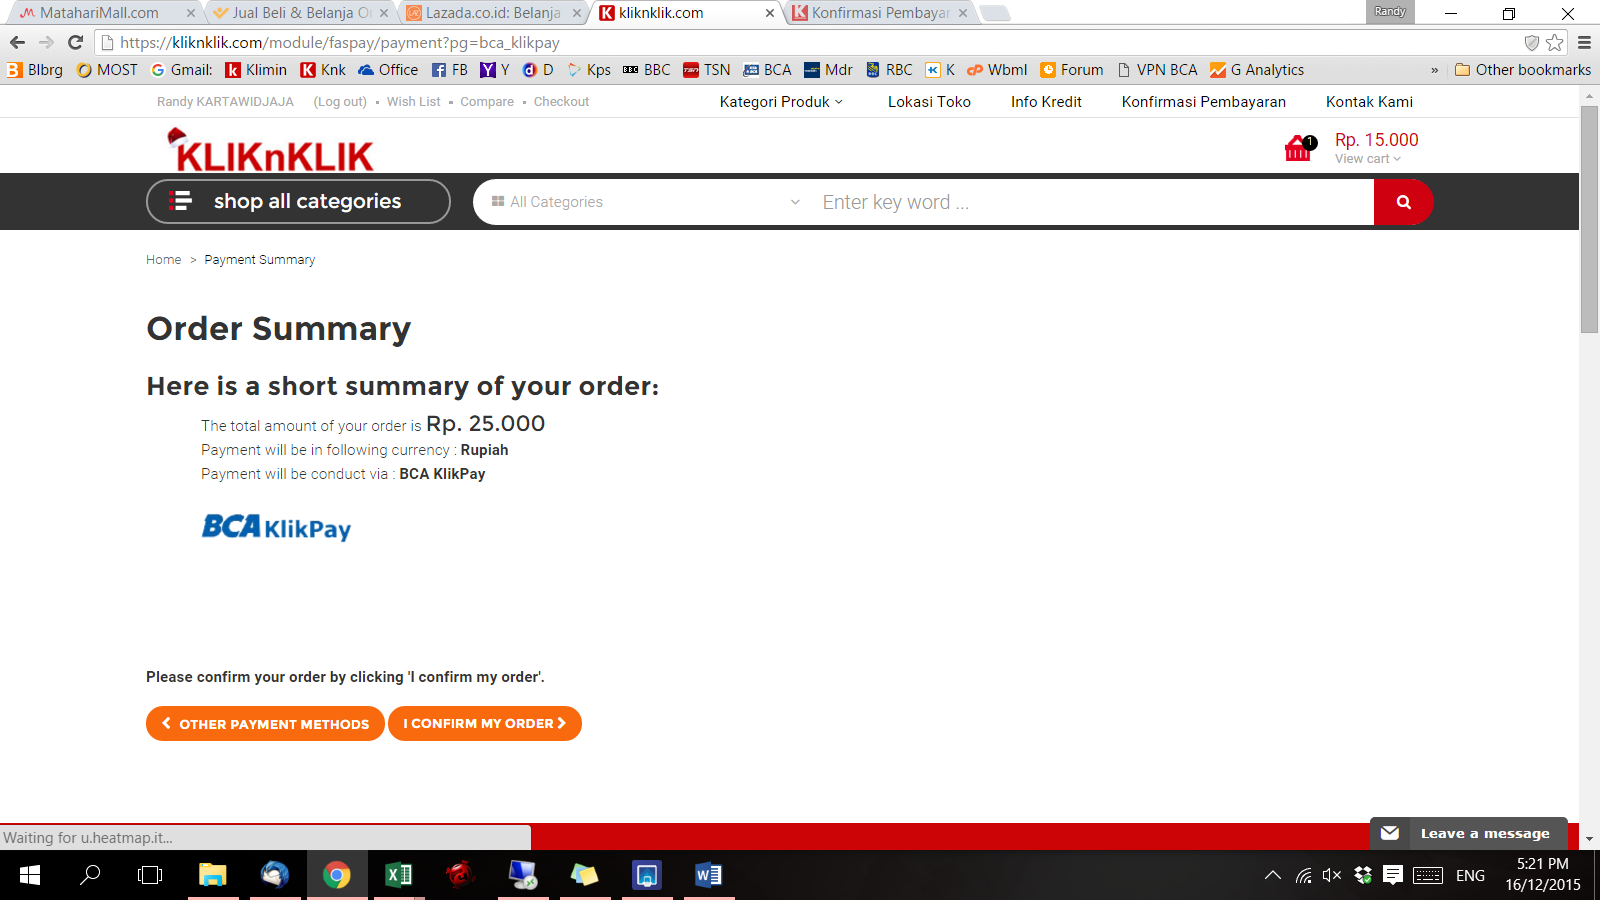 MatahariMall.com
Jual Beli & Belanja O
Lazada.co.id: Belanja
kliknklik.com
Konfirmasi Pembayar
Randy
https://kliknklik.com/module/faspay/payment?pg=bca_klikpay
Blbrg
MOST
Gmail:
Klimin
Knk
Office
FB
Y
D
Kps
BBC
TSN
BCA
Mdr
RBC
K
Wbml
Forum
VPN BCA
G Analytics
»
Other bookmarks
Randy KARTAWIDJAJA
(Log out)
Wish List
Compare
Checkout
Kategori Produk
Lokasi Toko
Info Kredit
Konfirmasi Pembayaran
Kontak Kami
KLIKnKLIK
1
Rp. 15.000
View cart
shop all categories
All Categories
Enter key word ...
Home > Payment Summary
Order Summary
Here is a short summary of your order:
The total amount of your order is Rp. 25.000
Payment will be in following currency : Rupiah
Payment will be conduct via : BCA KlikPay
BCA KlikPay
Please confirm your order by clicking 'I confirm my order'.
OTHER PAYMENT METHODS
I CONFIRM MY ORDER
Waiting for u.heatmap.it...
Leave a message
ENG
5:21 PM
16/12/2015